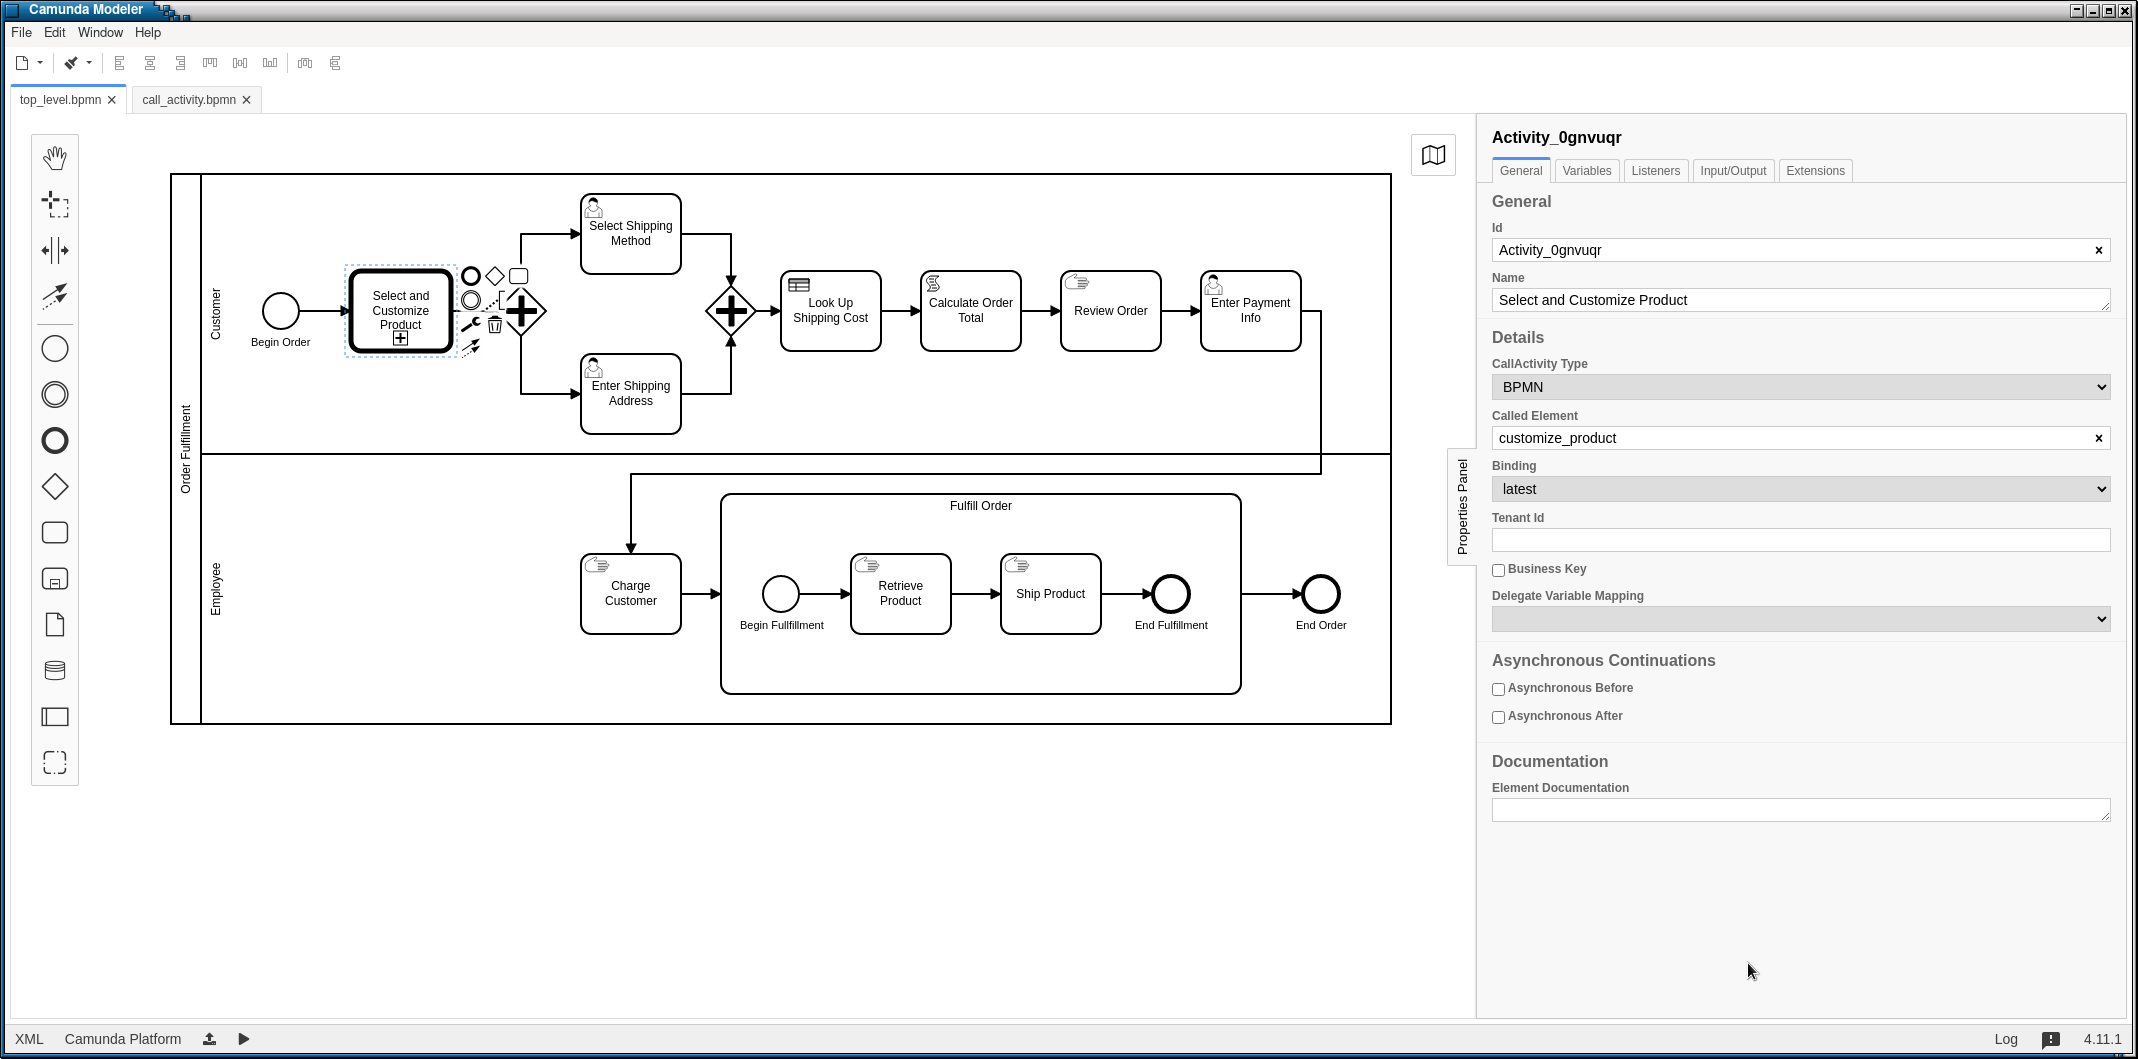 Camunda Modeler
File Edit Window Help
top_level.bpmn
call_activity.bpmn
Order Fulfillment
Customer
Begin Order
Select and
Customize
Product
Select Shipping
Method
Enter Shipping
Address
Look Up
Shipping Cost
Calculate Order
Total
Review Order
Enter Payment
Info
Employee
Charge
Customer
Fulfill Order
Begin Fullfillment
Retrieve
Product
Ship Product
End Fulfillment
End Order
Properties Panel
Activity_0gnvuqr
General Variables Listeners Input/Output Extensions
General
Id
Activity_0gnvuqr
Name
Select and Customize Product
Details
CallActivity Type
BPMN
Called Element
customize_product
Binding
latest
Tenant Id
Business Key
Delegate Variable Mapping
Asynchronous Continuations
Asynchronous Before
Asynchronous After
Documentation
Element Documentation
XML Camunda Platform
Log 4.11.1